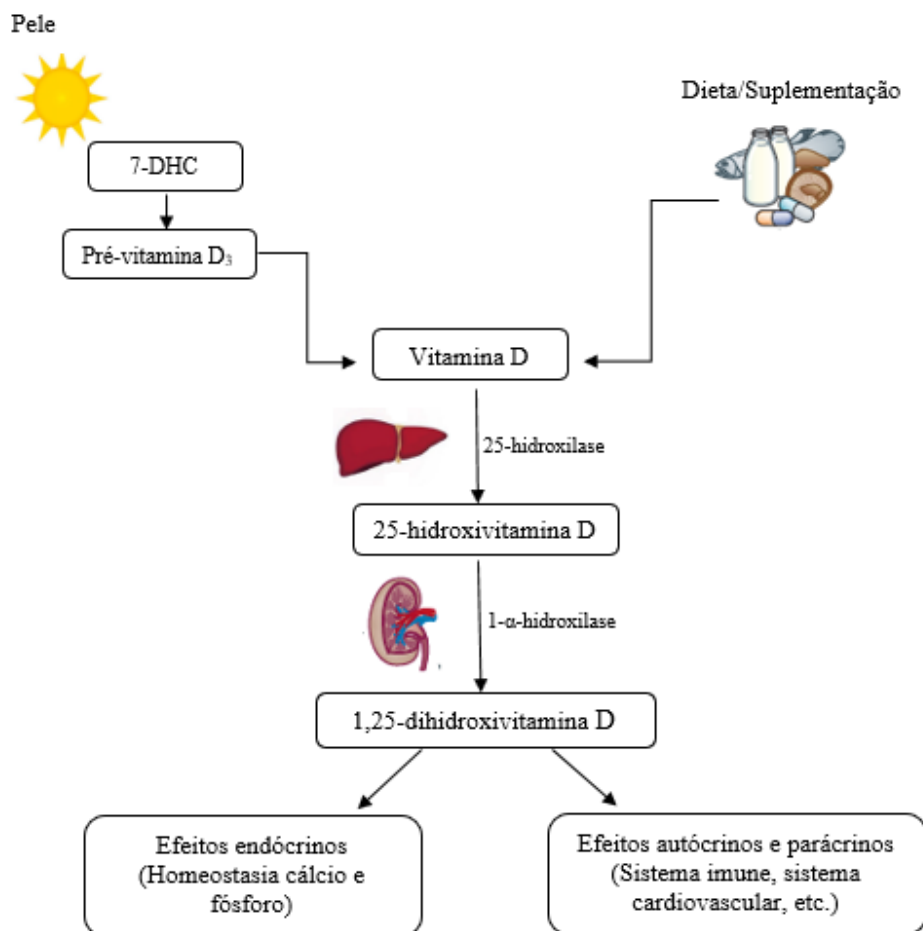 Pele
Dieta/Suplementação
7-DHC
Pré-vitamina D₃
Vitamina D
25-hidroxilase
25-hidroxivitamina D
1-α-hidroxilase
1,25-dihidroxivitamina D
Efeitos endócrinos
(Homeostasia cálcio e
fósforo)
Efeitos autócrinos e parácrinos
(Sistema imune, sistema
cardiovascular, etc.)